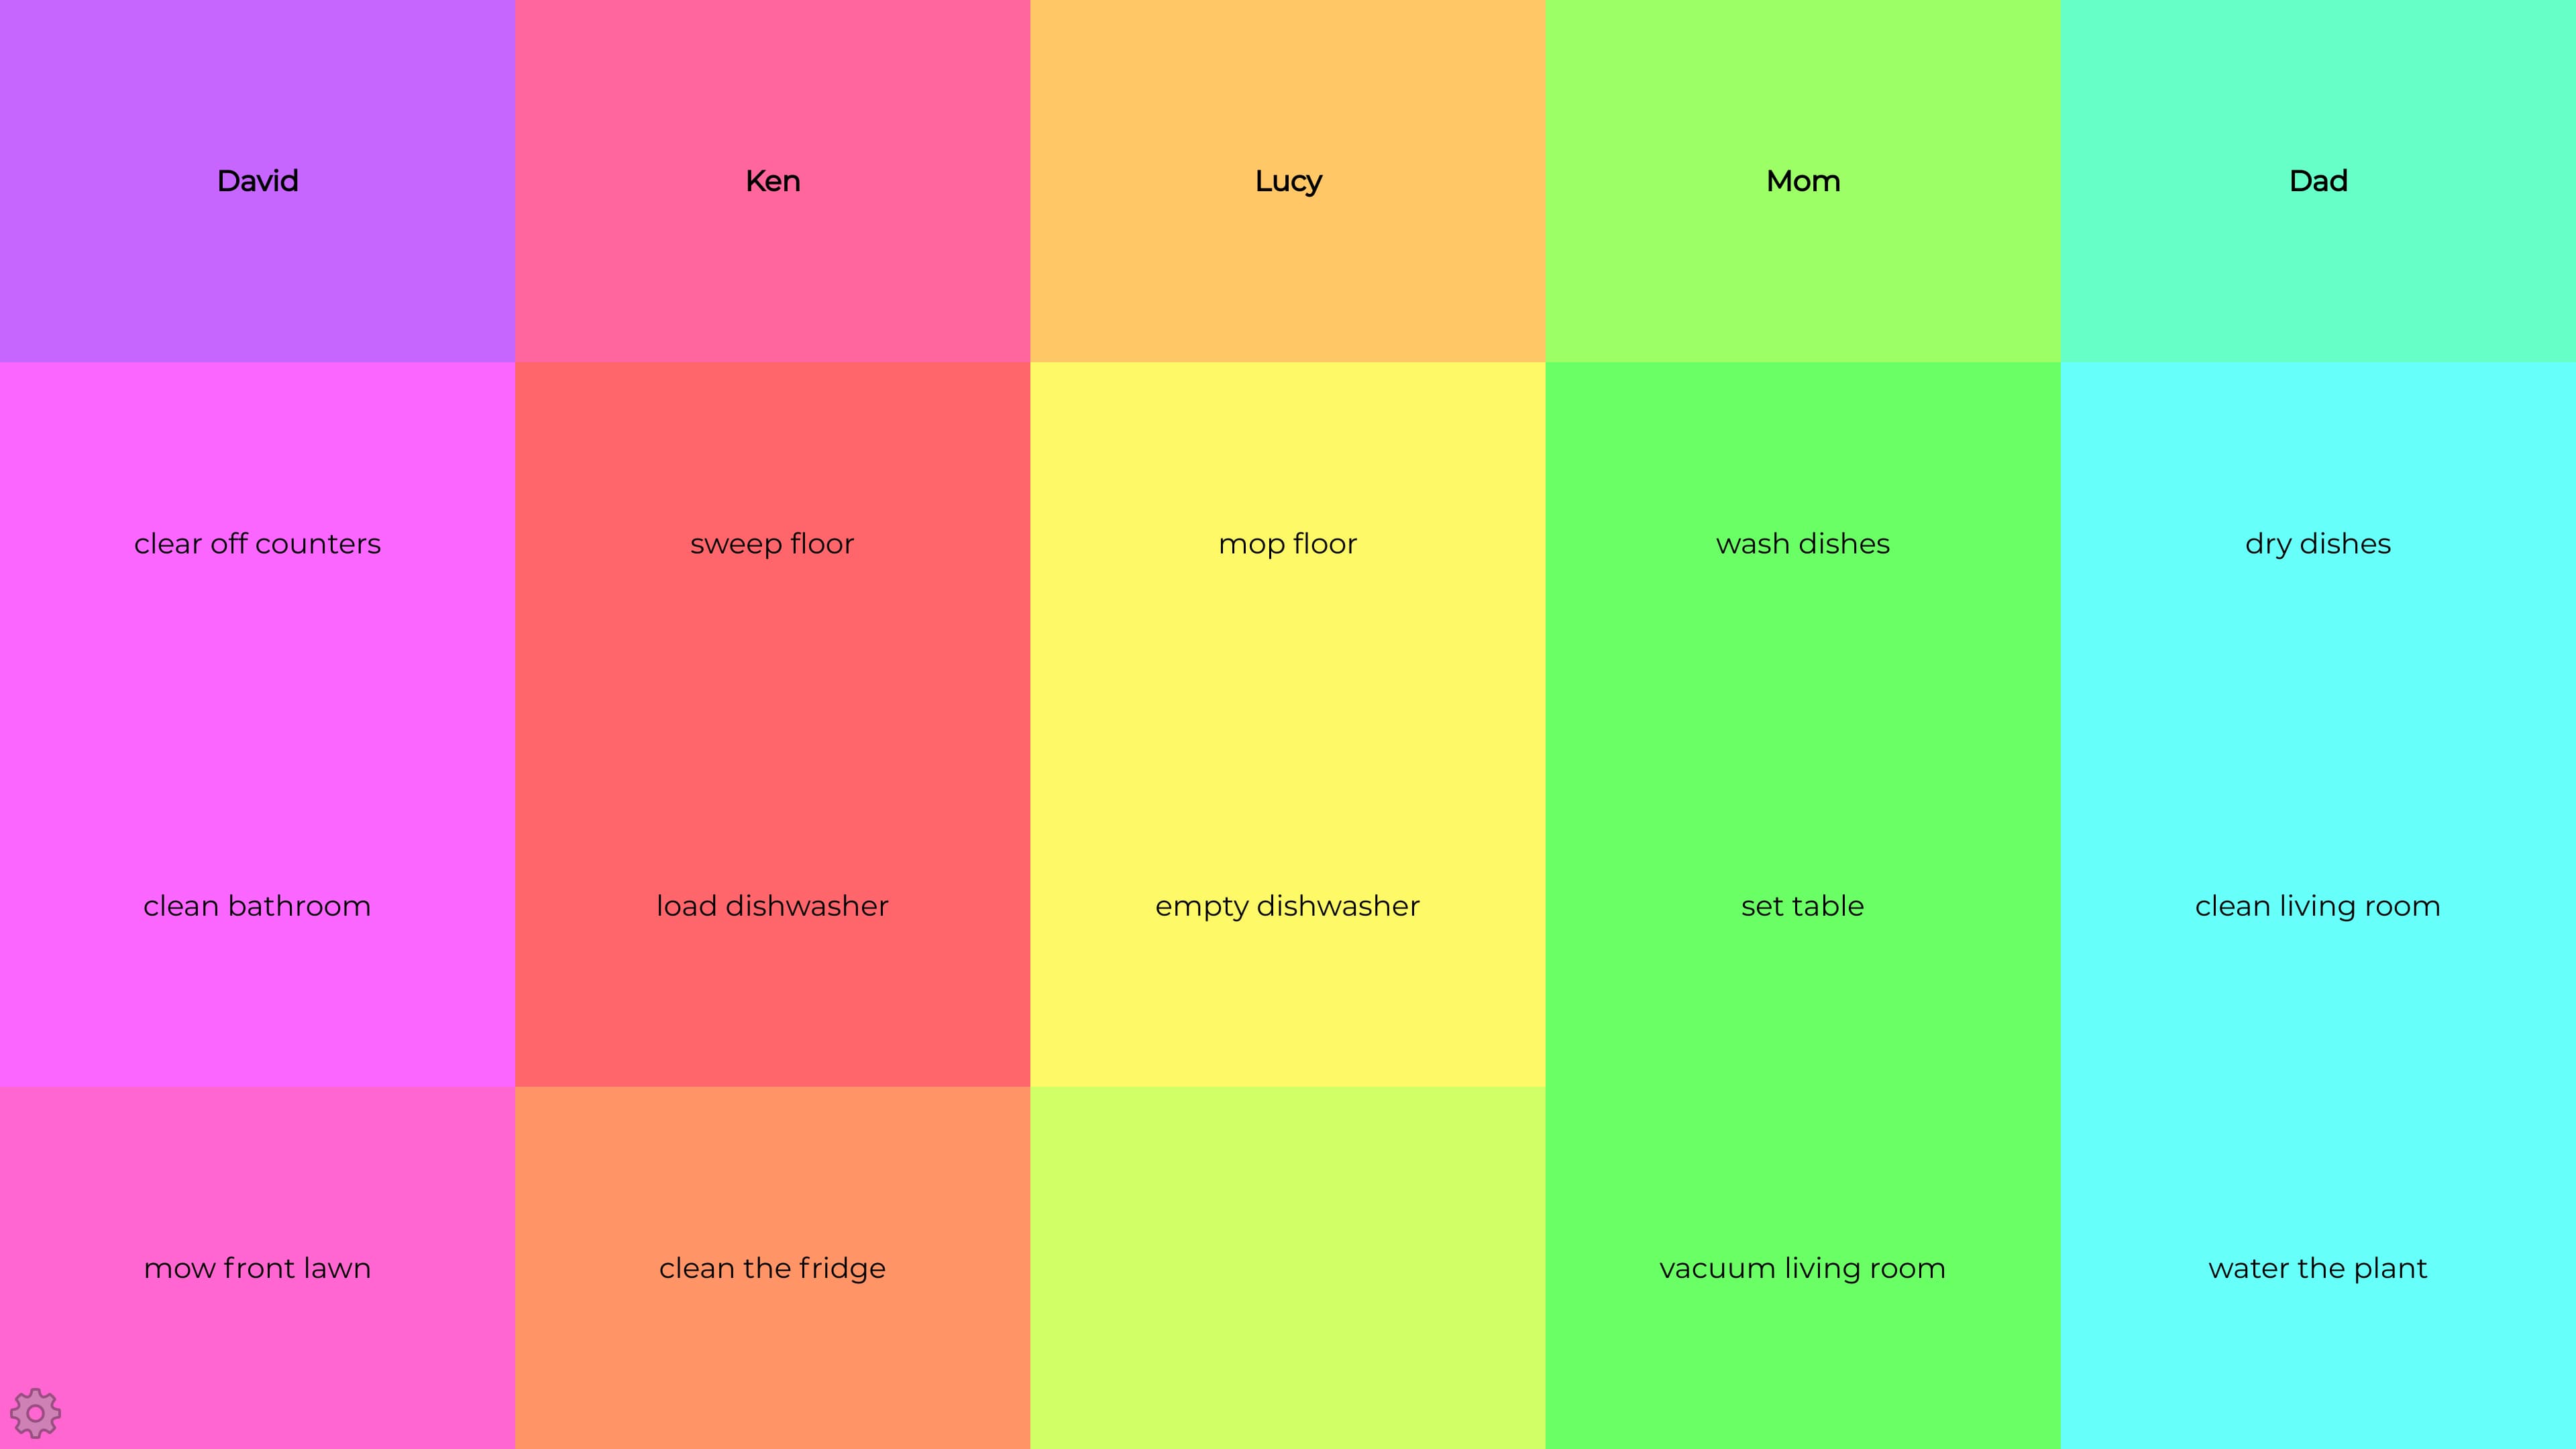 David Ken Lucy Mom Dad
clear off counters sweep floor mop floor wash dishes dry dishes
clean bathroom load dishwasher empty dishwasher set table clean living room
mow front lawn clean the fridge vacuum living room water the plant